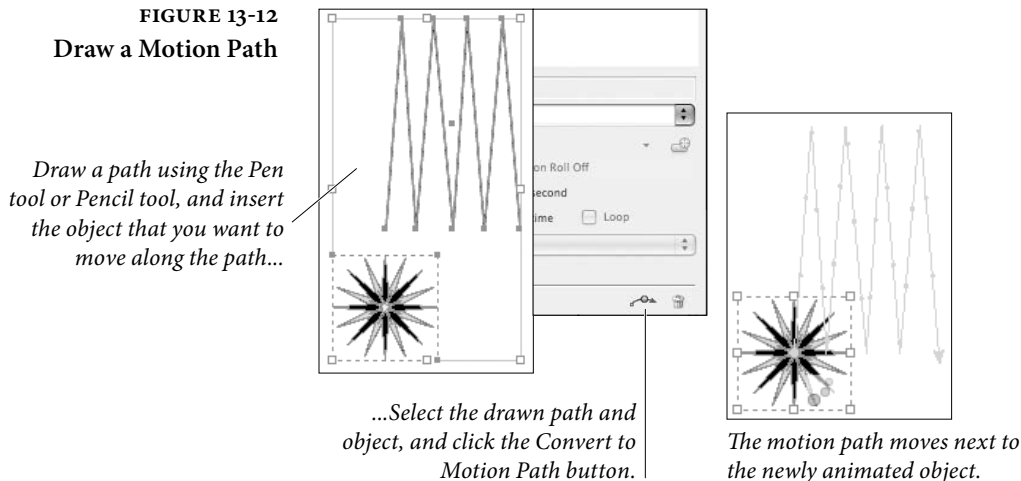 FIGURE 13-12
Draw a Motion Path
Draw a path using the Pen
tool or Pencil tool, and insert
the object that you want to
move along the path...
on Roll Off
second
time
Loop
...Select the drawn path and
object, and click the Convert to
Motion Path button.
The motion path moves next to
the newly animated object.